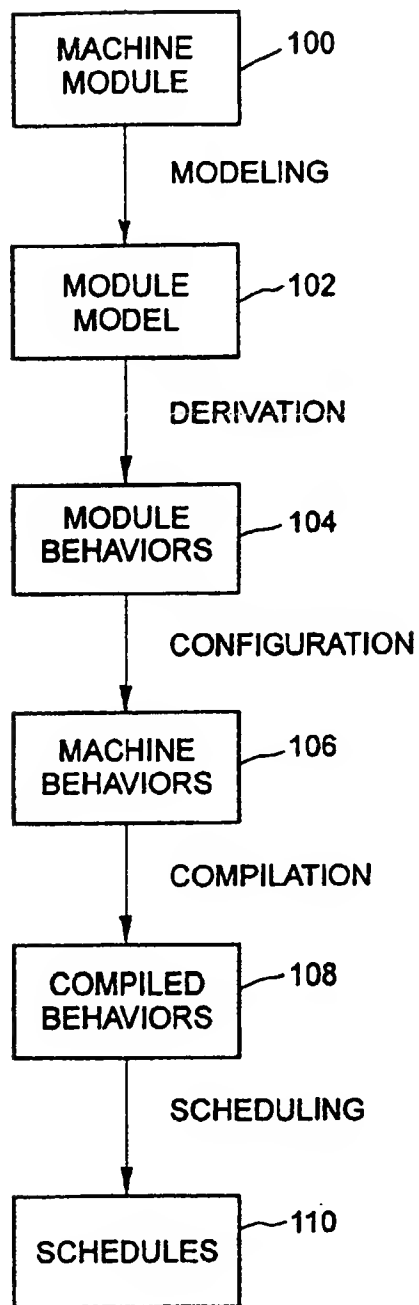 MACHINE
MODULE
100
MODELING
MODULE
MODEL
102
DERIVATION
MODULE
BEHAVIORS
104
CONFIGURATION
MACHINE
BEHAVIORS
106
COMPILATION
COMPILED
BEHAVIORS
108
SCHEDULING
SCHEDULES
110